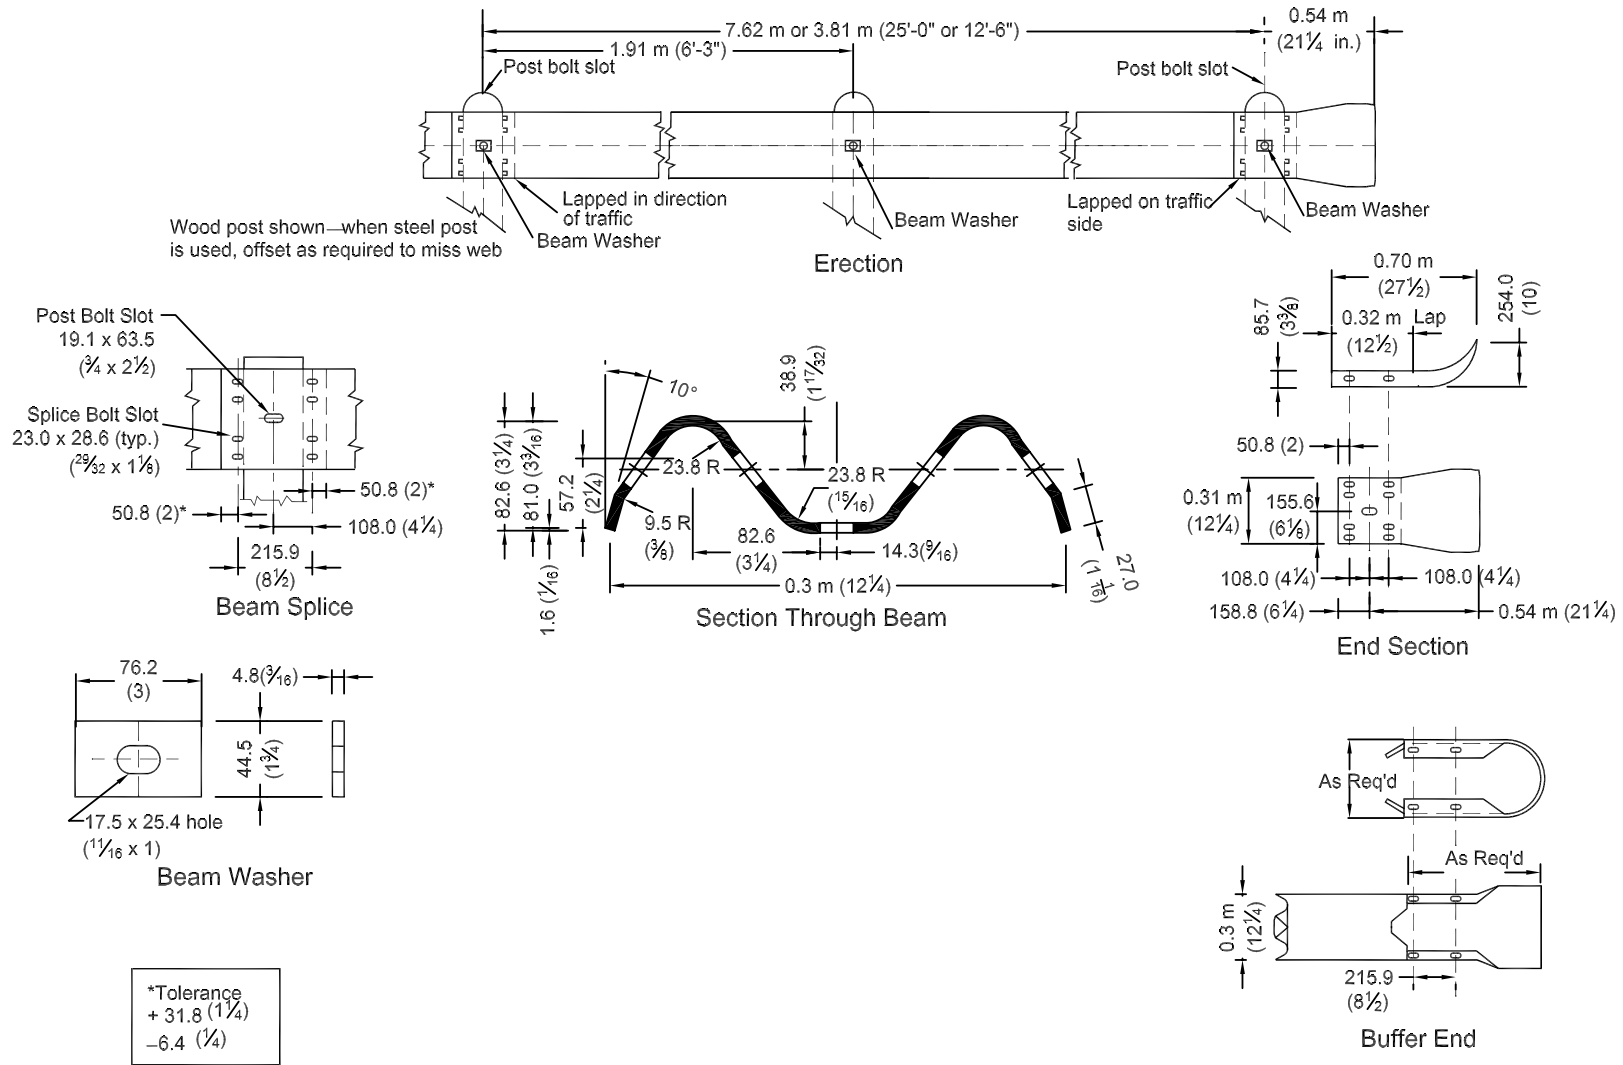 7.62 m or 3.81 m (25'-0" or 12'-6")
0.54 m
(21¼ in.)
1.91 m (6'-3")
Post bolt slot
Post bolt slot
Lapped in direction
of traffic
Beam Washer
Wood post shown—when steel post
is used, offset as required to miss web
Beam Washer
Lapped on traffic
side
Beam Washer
Erection
Post Bolt Slot
19.1 x 63.5
(¾ x 2½)
Splice Bolt Slot
23.0 x 28.6 (typ.)
(29/32 x 1⅛)
50.8 (2)*
50.8 (2)*
108.0 (4¼)
215.9
(8½)
Beam Splice
10°
38.9
(1 17/32)
82.6 (3¼)
81.0 (3 3/16)
57.2
(2¼)
1.6 (1/16)
23.8 R
23.8 R
(15/16)
9.5 R
(⅜)
82.6
(3¼)
14.3(9/16)
27.0
(1 1/16)
0.3 m (12¼)
Section Through Beam
0.70 m
(27½)
0.32 m
(12½)
Lap
85.7
(3⅜)
254.0
(10)
50.8 (2)
0.31 m
(12¼)
155.6
(6⅛)
108.0 (4¼)
108.0 (4¼)
158.8 (6¼)
0.54 m (21¼)
End Section
76.2
(3)
4.8(3/16)
44.5
(1¾)
17.5 x 25.4 hole
(11/16 x 1)
Beam Washer
As Req'd
As Req'd
0.3 m
(12¼)
215.9
(8½)
Buffer End
*Tolerance
+ 31.8 (1¼)
–6.4 (¼)